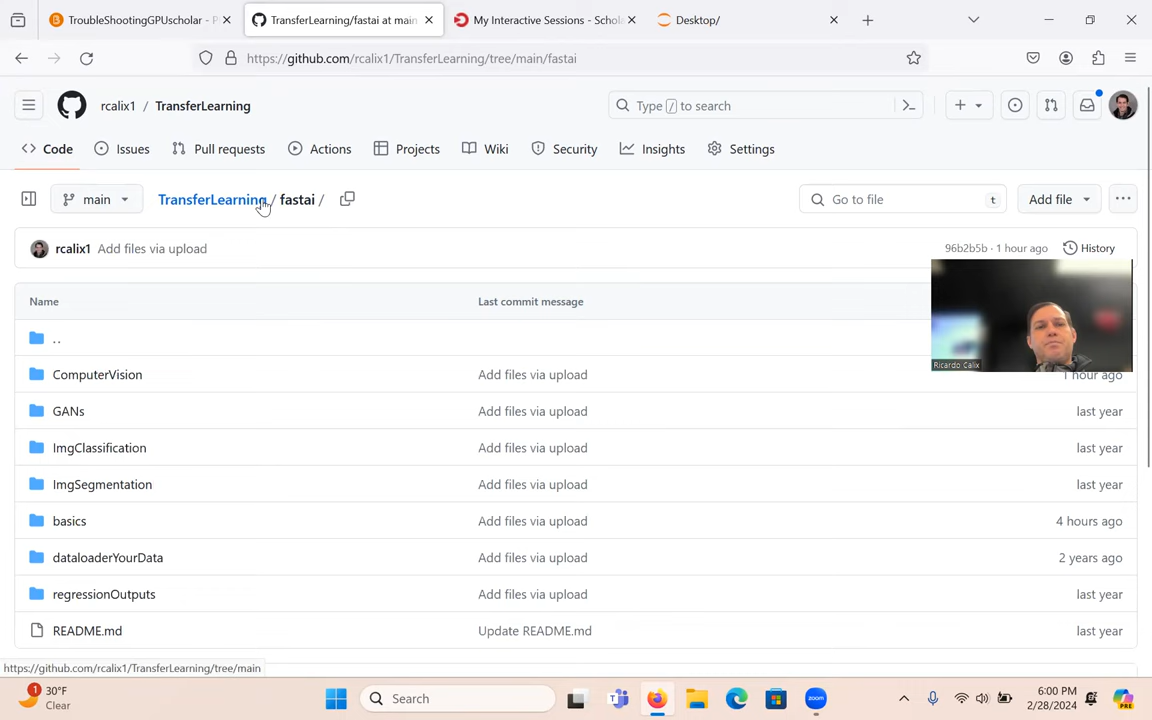 TroubleShootingGPUscholar - P
TransferLearning/fastai at main
My Interactive Sessions - Schola
Desktop/
https://github.com/rcalix1/TransferLearning/tree/main/fastai
rcalix1 / TransferLearning
Type / to search
Code
Issues
Pull requests
Actions
Projects
Wiki
Security
Insights
Settings
main
TransferLearning / fastai /
Go to file
t
Add file
rcalix1 Add files via upload
96b2b5b · 1 hour ago
History
Name
Last commit message
..
ComputerVision
Add files via upload
1 hour ago
GANs
Add files via upload
last year
ImgClassification
Add files via upload
last year
ImgSegmentation
Add files via upload
last year
basics
Add files via upload
4 hours ago
dataloaderYourData
Add files via upload
2 years ago
regressionOutputs
Add files via upload
last year
README.md
Update README.md
last year
Ricardo Calix
https://github.com/rcalix1/TransferLearning/tree/main
1
30°F
Clear
Search
zoom
6:00 PM
2/28/2024
PRE